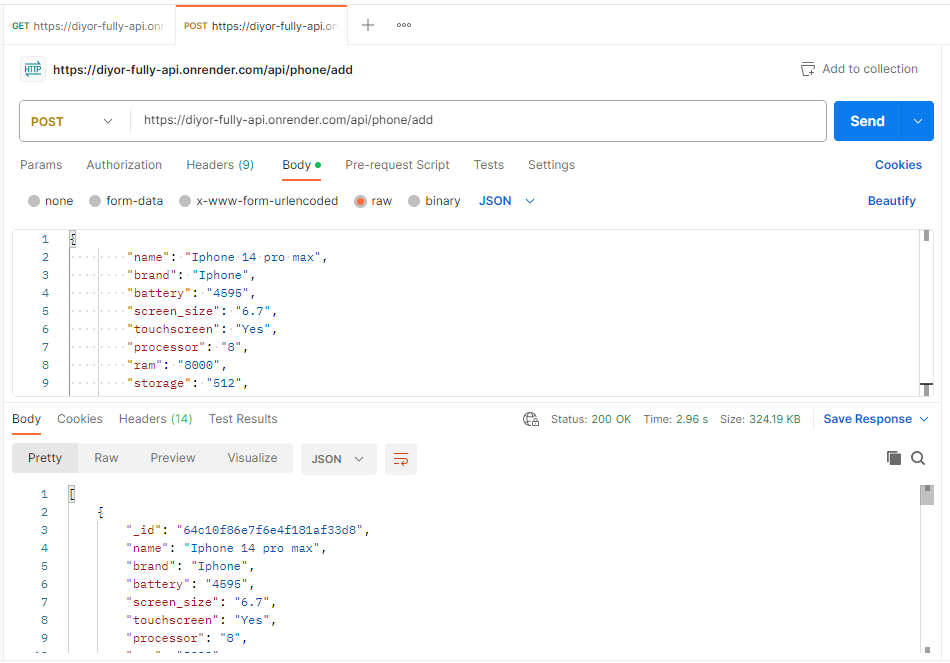 GET https://diyor-fully-api.onr
POST https://diyor-fully-api.on
HTTP https://diyor-fully-api.onrender.com/api/phone/add
Add to collection
POST https://diyor-fully-api.onrender.com/api/phone/add
Send
Params Authorization Headers (9) Body Pre-request Script Tests Settings
Cookies
none form-data x-www-form-urlencoded raw binary JSON
Beautify
1 {
2 "name": "Iphone 14 pro max",
3 "brand": "Iphone",
4 "battery": "4595",
5 "screen_size": "6.7",
6 "touchscreen": "Yes",
7 "processor": "8",
8 "ram": "8000",
9 "storage": "512",
Body Cookies Headers (14) Test Results
Status: 200 OK Time: 2.96 s Size: 324.19 KB Save Response
Pretty Raw Preview Visualize JSON
1 [
2 {
3 "_id": "64c10f86e7f6e4f181af33d8",
4 "name": "Iphone 14 pro max",
5 "brand": "Iphone",
6 "battery": "4595",
7 "screen_size": "6.7",
8 "touchscreen": "Yes",
9 "processor": "8",